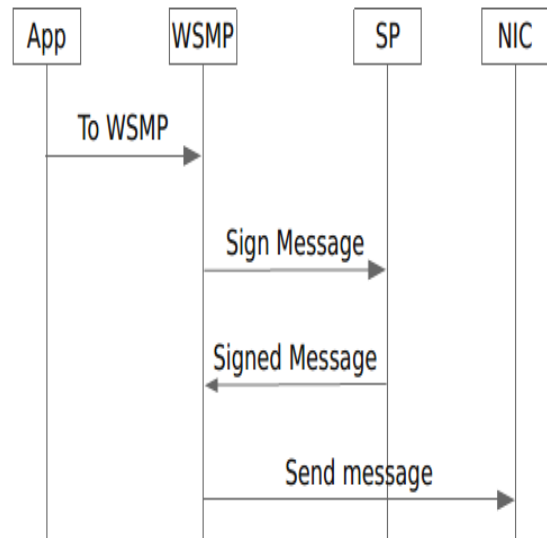 App
WSMP
SP
NIC
To WSMP
Sign Message
Signed Message
Send message